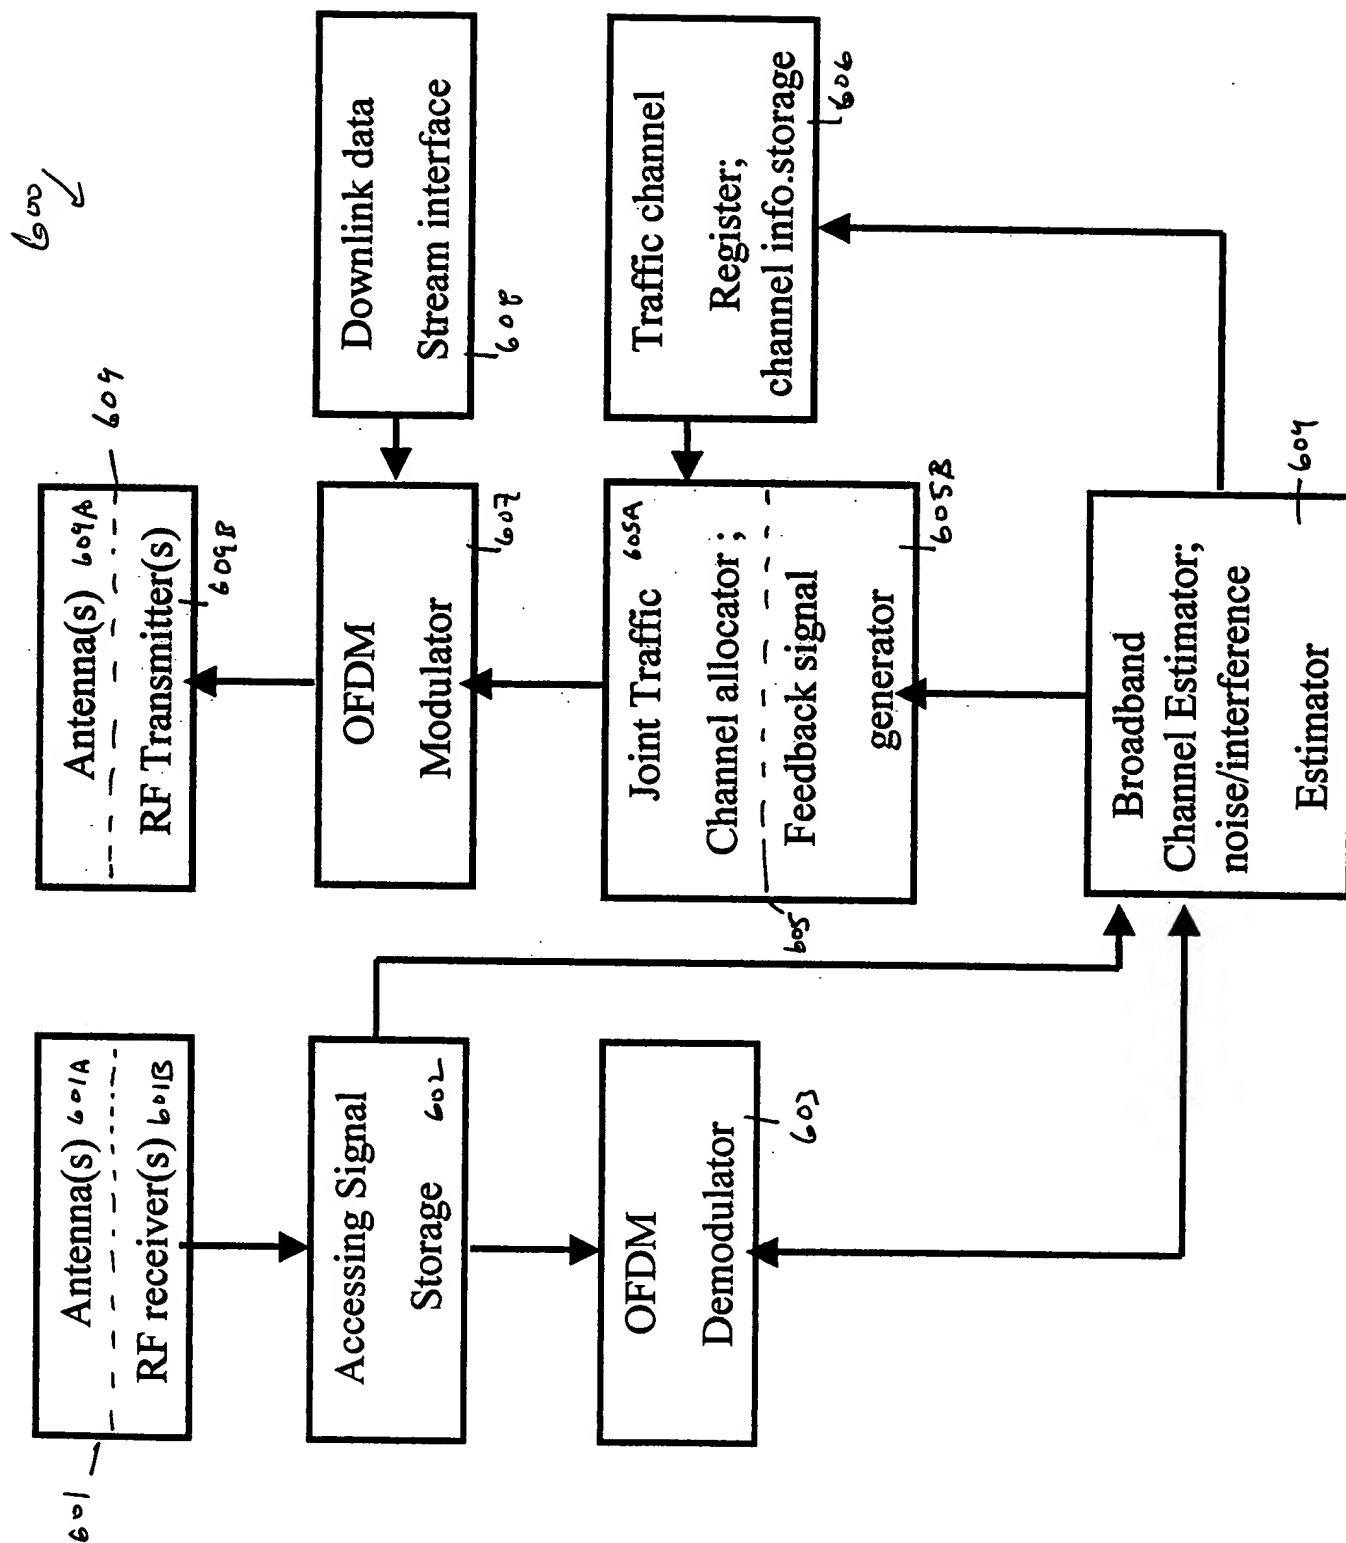 600
601
Antenna(s) 601A
RF receiver(s) 601B
Accessing Signal
Storage 602
OFDM
Demodulator
603
Antenna(s) 609A
RF Transmitter(s)
609B
609
OFDM
Modulator
607
Downlink data
Stream interface
608
Joint Traffic 605A
Channel allocator ;
Feedback signal
generator
605B
605
Traffic channel
Register;
channel info.storage
606
Broadband
Channel Estimator;
noise/interference
Estimator
604